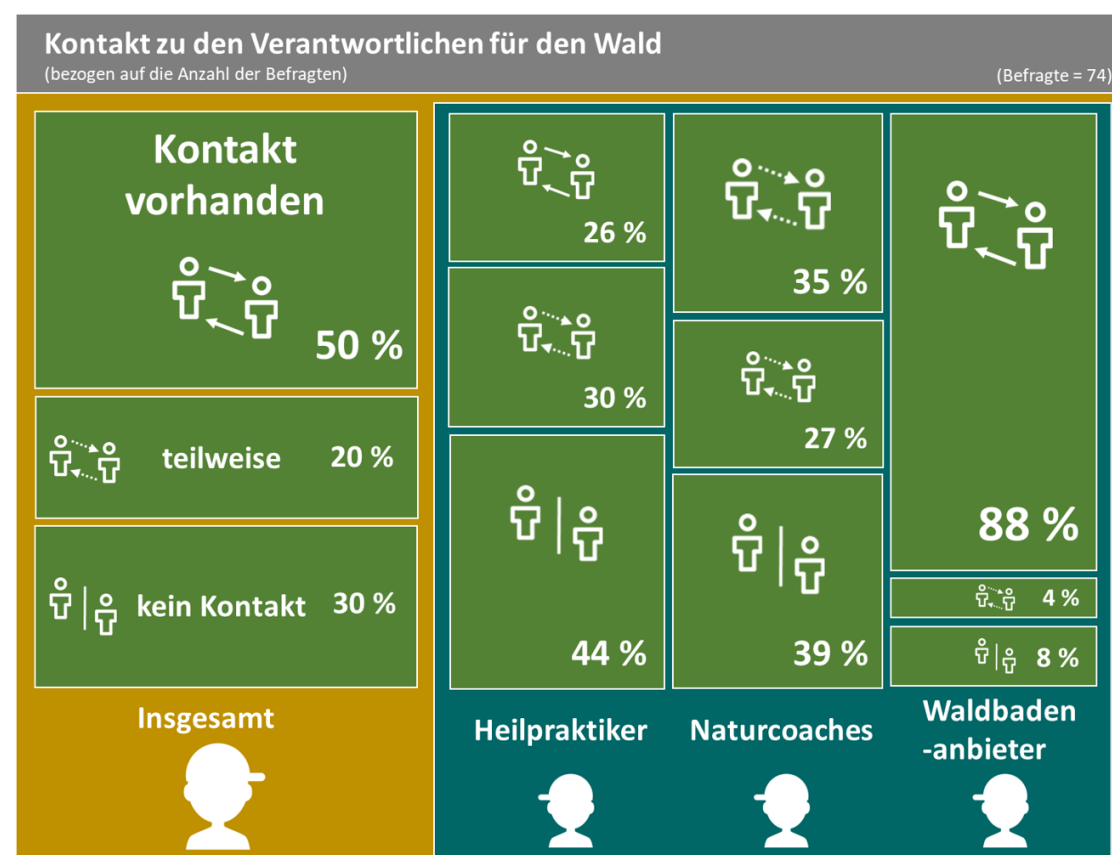 Kontakt zu den Verantwortlichen für den Wald
(bezogen auf die Anzahl der Befragten)
(Befragte = 74)
Kontakt
vorhanden
50 %
teilweise 20 %
kein Kontakt 30 %
Insgesamt
26 %
30 %
44 %
Heilpraktiker
35 %
27 %
39 %
Naturcoaches
88 %
4 %
8 %
Waldbaden
-anbieter